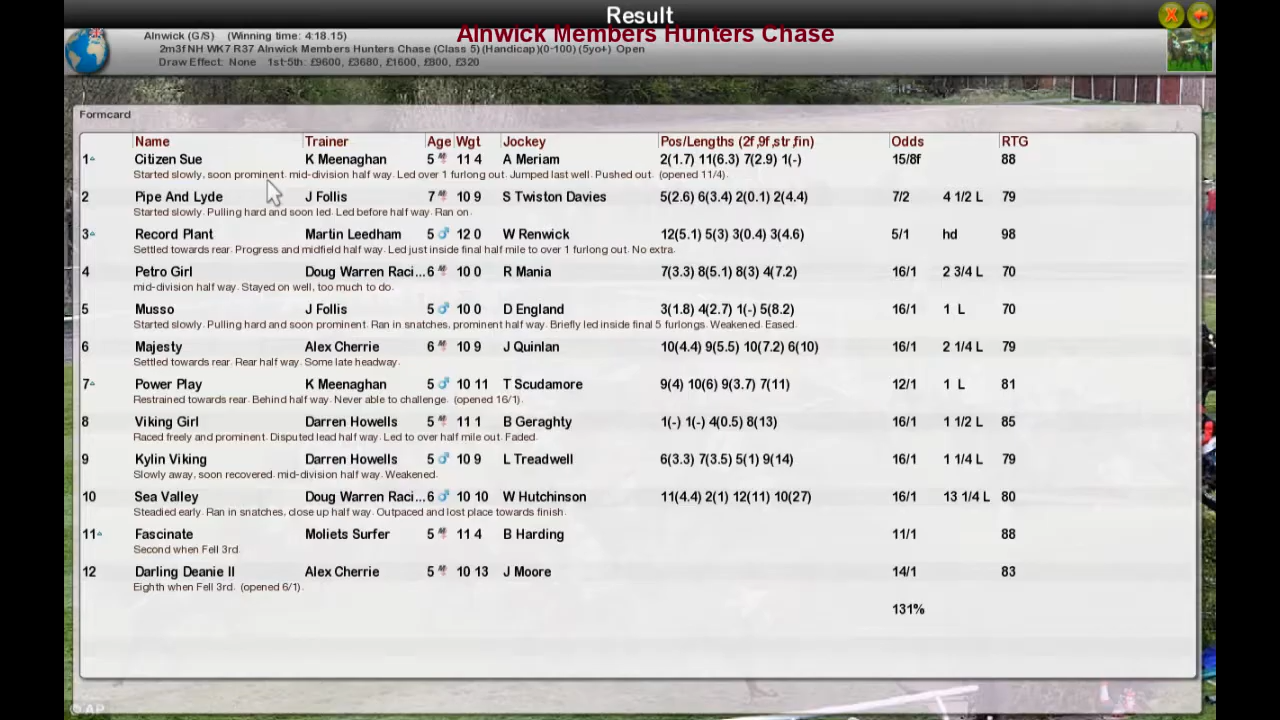 Result
Alnwick Members Hunters Chase
Alnwick (G/S) (Winning time: 4:18.15)
2m3f NH WK7 R37 Alnwick Members Hunters Chase (Class 5) (Handicap)(0-100) (5yo+) Open
Draw Effect: None 1st-5th: £9600, £3680, £1600, £800, £320
Formcard
Name Trainer Age Wgt Jockey Pos/Lengths (2f,9f,str,fin) Odds RTG
1 Citizen Sue K Meenaghan 5 11 4 A Meriam 2(1.7) 11(6.3) 7(2.9) 1(-) 15/8f 88
Started slowly, soon prominent. mid-division half way. Led over 1 furlong out. Jumped last well. Pushed out. (opened 11/4).
2 Pipe And Lyde J Follis 7 10 9 S Twiston Davies 5(2.6) 6(3.4) 2(0.1) 2(4.4) 7/2 4 1/2 L 79
Started slowly. Pulling hard and soon led. Led before half way. Ran on.
3 Record Plant Martin Leedham 5 12 0 W Renwick 12(5.1) 5(3) 3(0.4) 3(4.6) 5/1 hd 98
Settled towards rear. Progress and midfield half way. Led just inside final half mile to over 1 furlong out. No extra.
4 Petro Girl Doug Warren Raci... 6 10 0 R Mania 7(3.3) 8(5.1) 8(3) 4(7.2) 16/1 2 3/4 L 70
mid-division half way. Stayed on well, too much to do.
5 Musso J Follis 5 10 0 D England 3(1.8) 4(2.7) 1(-) 5(8.2) 16/1 1 L 70
Started slowly. Pulling hard and soon prominent. Ran in snatches, prominent half way. Briefly led inside final 5 furlongs. Weakened. Eased.
6 Majesty Alex Cherrie 6 10 9 J Quinlan 10(4.4) 9(5.5) 10(7.2) 6(10) 16/1 2 1/4 L 79
Settled towards rear. Rear half way. Some late headway.
7 Power Play K Meenaghan 5 10 11 T Scudamore 9(4) 10(6) 9(3.7) 7(11) 12/1 1 L 81
Restrained towards rear. Behind half way. Never able to challenge. (opened 16/1).
8 Viking Girl Darren Howells 5 11 1 B Geraghty 1(-) 1(-) 4(0.5) 8(13) 16/1 1 1/2 L 85
Raced freely and prominent. Disputed lead half way. Led to over half mile out. Faded.
9 Kylin Viking Darren Howells 5 10 9 L Treadwell 6(3.3) 7(3.5) 5(1) 9(14) 16/1 1 1/4 L 79
Slowly away, soon recovered. mid-division half way. Weakened.
10 Sea Valley Doug Warren Raci... 6 10 10 W Hutchinson 11(4.4) 2(1) 12(11) 10(27) 16/1 13 1/4 L 80
Steadied early. Ran in snatches, close up half way. Outpaced and lost place towards finish.
11 Fascinate Moliets Surfer 5 11 4 B Harding 11/1 88
Second when Fell 3rd.
12 Darling Deanie II Alex Cherrie 5 10 13 J Moore 14/1 83
Eighth when Fell 3rd. (opened 6/1).
131%
© AP